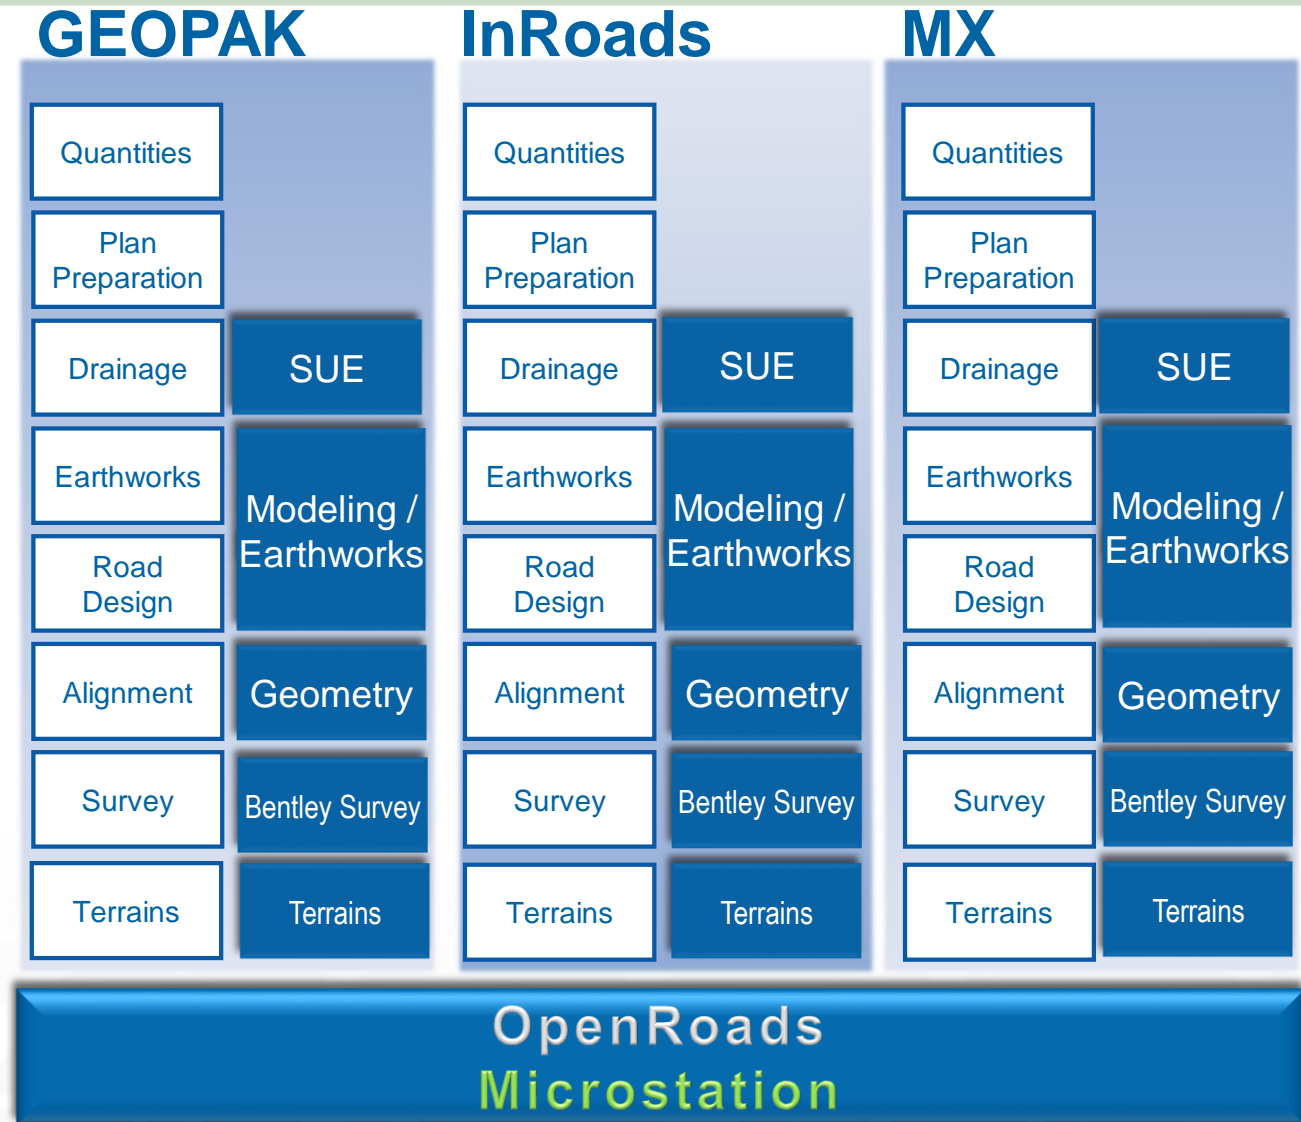 GEOPAK InRoads MX
Quantities Quantities Quantities
Plan
Preparation
Plan
Preparation
Plan
Preparation
Drainage SUE Drainage SUE Drainage SUE
Earthworks Earthworks Earthworks
Modeling /
Earthworks
Modeling /
Earthworks
Modeling /
Earthworks
Road
Design
Road
Design
Road
Design
Alignment Geometry Alignment Geometry Alignment Geometry
Survey Bentley Survey Survey Bentley Survey Survey Bentley Survey
Terrains Terrains Terrains Terrains Terrains Terrains
OpenRoads
Microstation